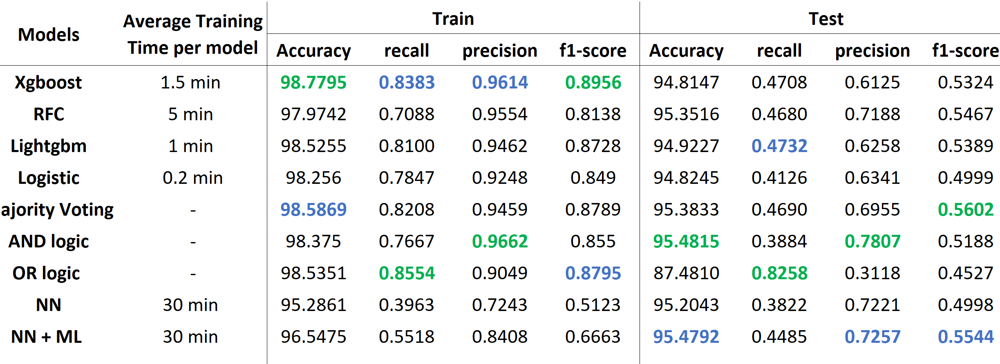 Models Average Training Time per model Train Test
Accuracy recall precision f1-score Accuracy recall precision f1-score
Xgboost 1.5 min 98.7795 0.8383 0.9614 0.8956 94.8147 0.4708 0.6125 0.5324
RFC 5 min 97.9742 0.7088 0.9554 0.8138 95.3516 0.4680 0.7188 0.5467
Lightgbm 1 min 98.5255 0.8100 0.9462 0.8728 94.9227 0.4732 0.6258 0.5389
Logistic 0.2 min 98.256 0.7847 0.9248 0.849 94.8245 0.4126 0.6341 0.4999
ajority Voting - 98.5869 0.8208 0.9459 0.8789 95.3833 0.4690 0.6955 0.5602
AND logic - 98.375 0.7667 0.9662 0.855 95.4815 0.3884 0.7807 0.5188
OR logic - 98.5351 0.8554 0.9049 0.8795 87.4810 0.8258 0.3118 0.4527
NN 30 min 95.2861 0.3963 0.7243 0.5123 95.2043 0.3822 0.7221 0.4998
NN + ML 30 min 96.5475 0.5518 0.8408 0.6663 95.4792 0.4485 0.7257 0.5544